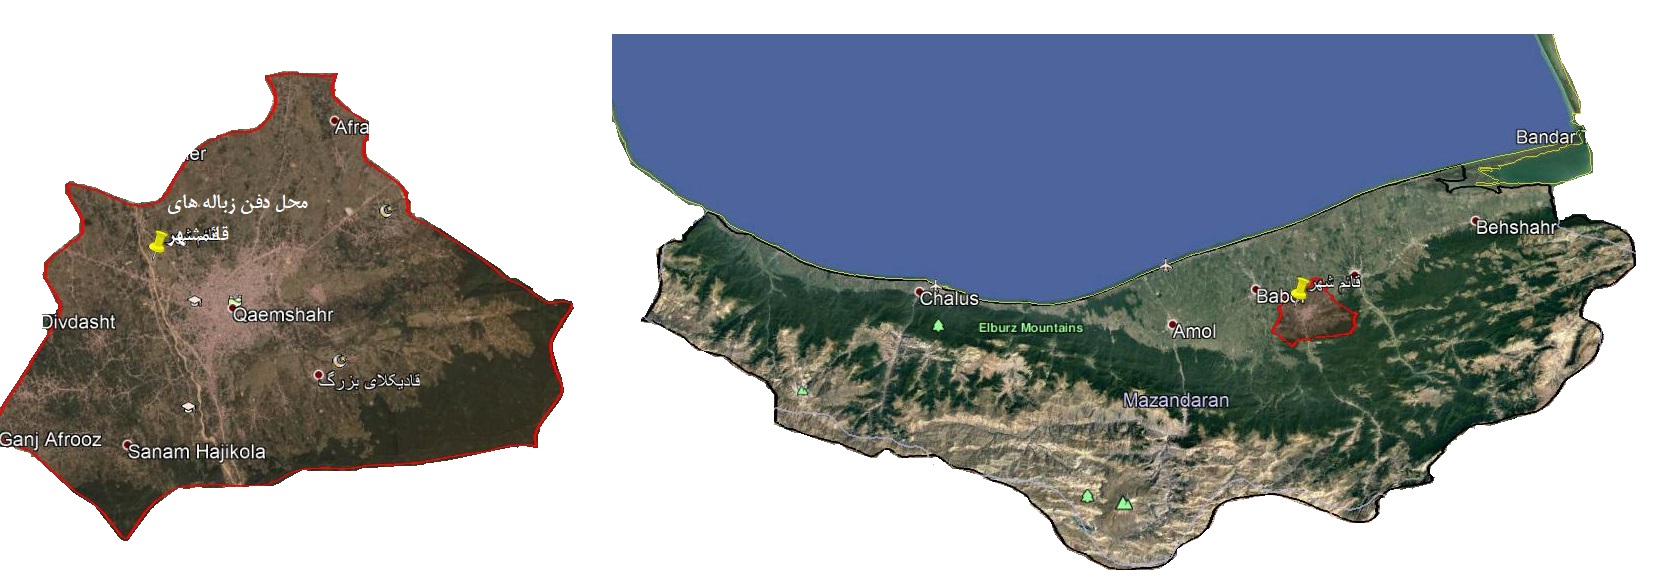 Afra
er
محل دفن زباله های
قائمشهر
Qaemshahr
Divdasht
قادیکلای بزرگ
Ganj Afrooz
Sanam Hajikola
Bandar
Behshahr
قائم شهر
Chalus
Babol
Elburz Mountains
Amol
Mazandaran